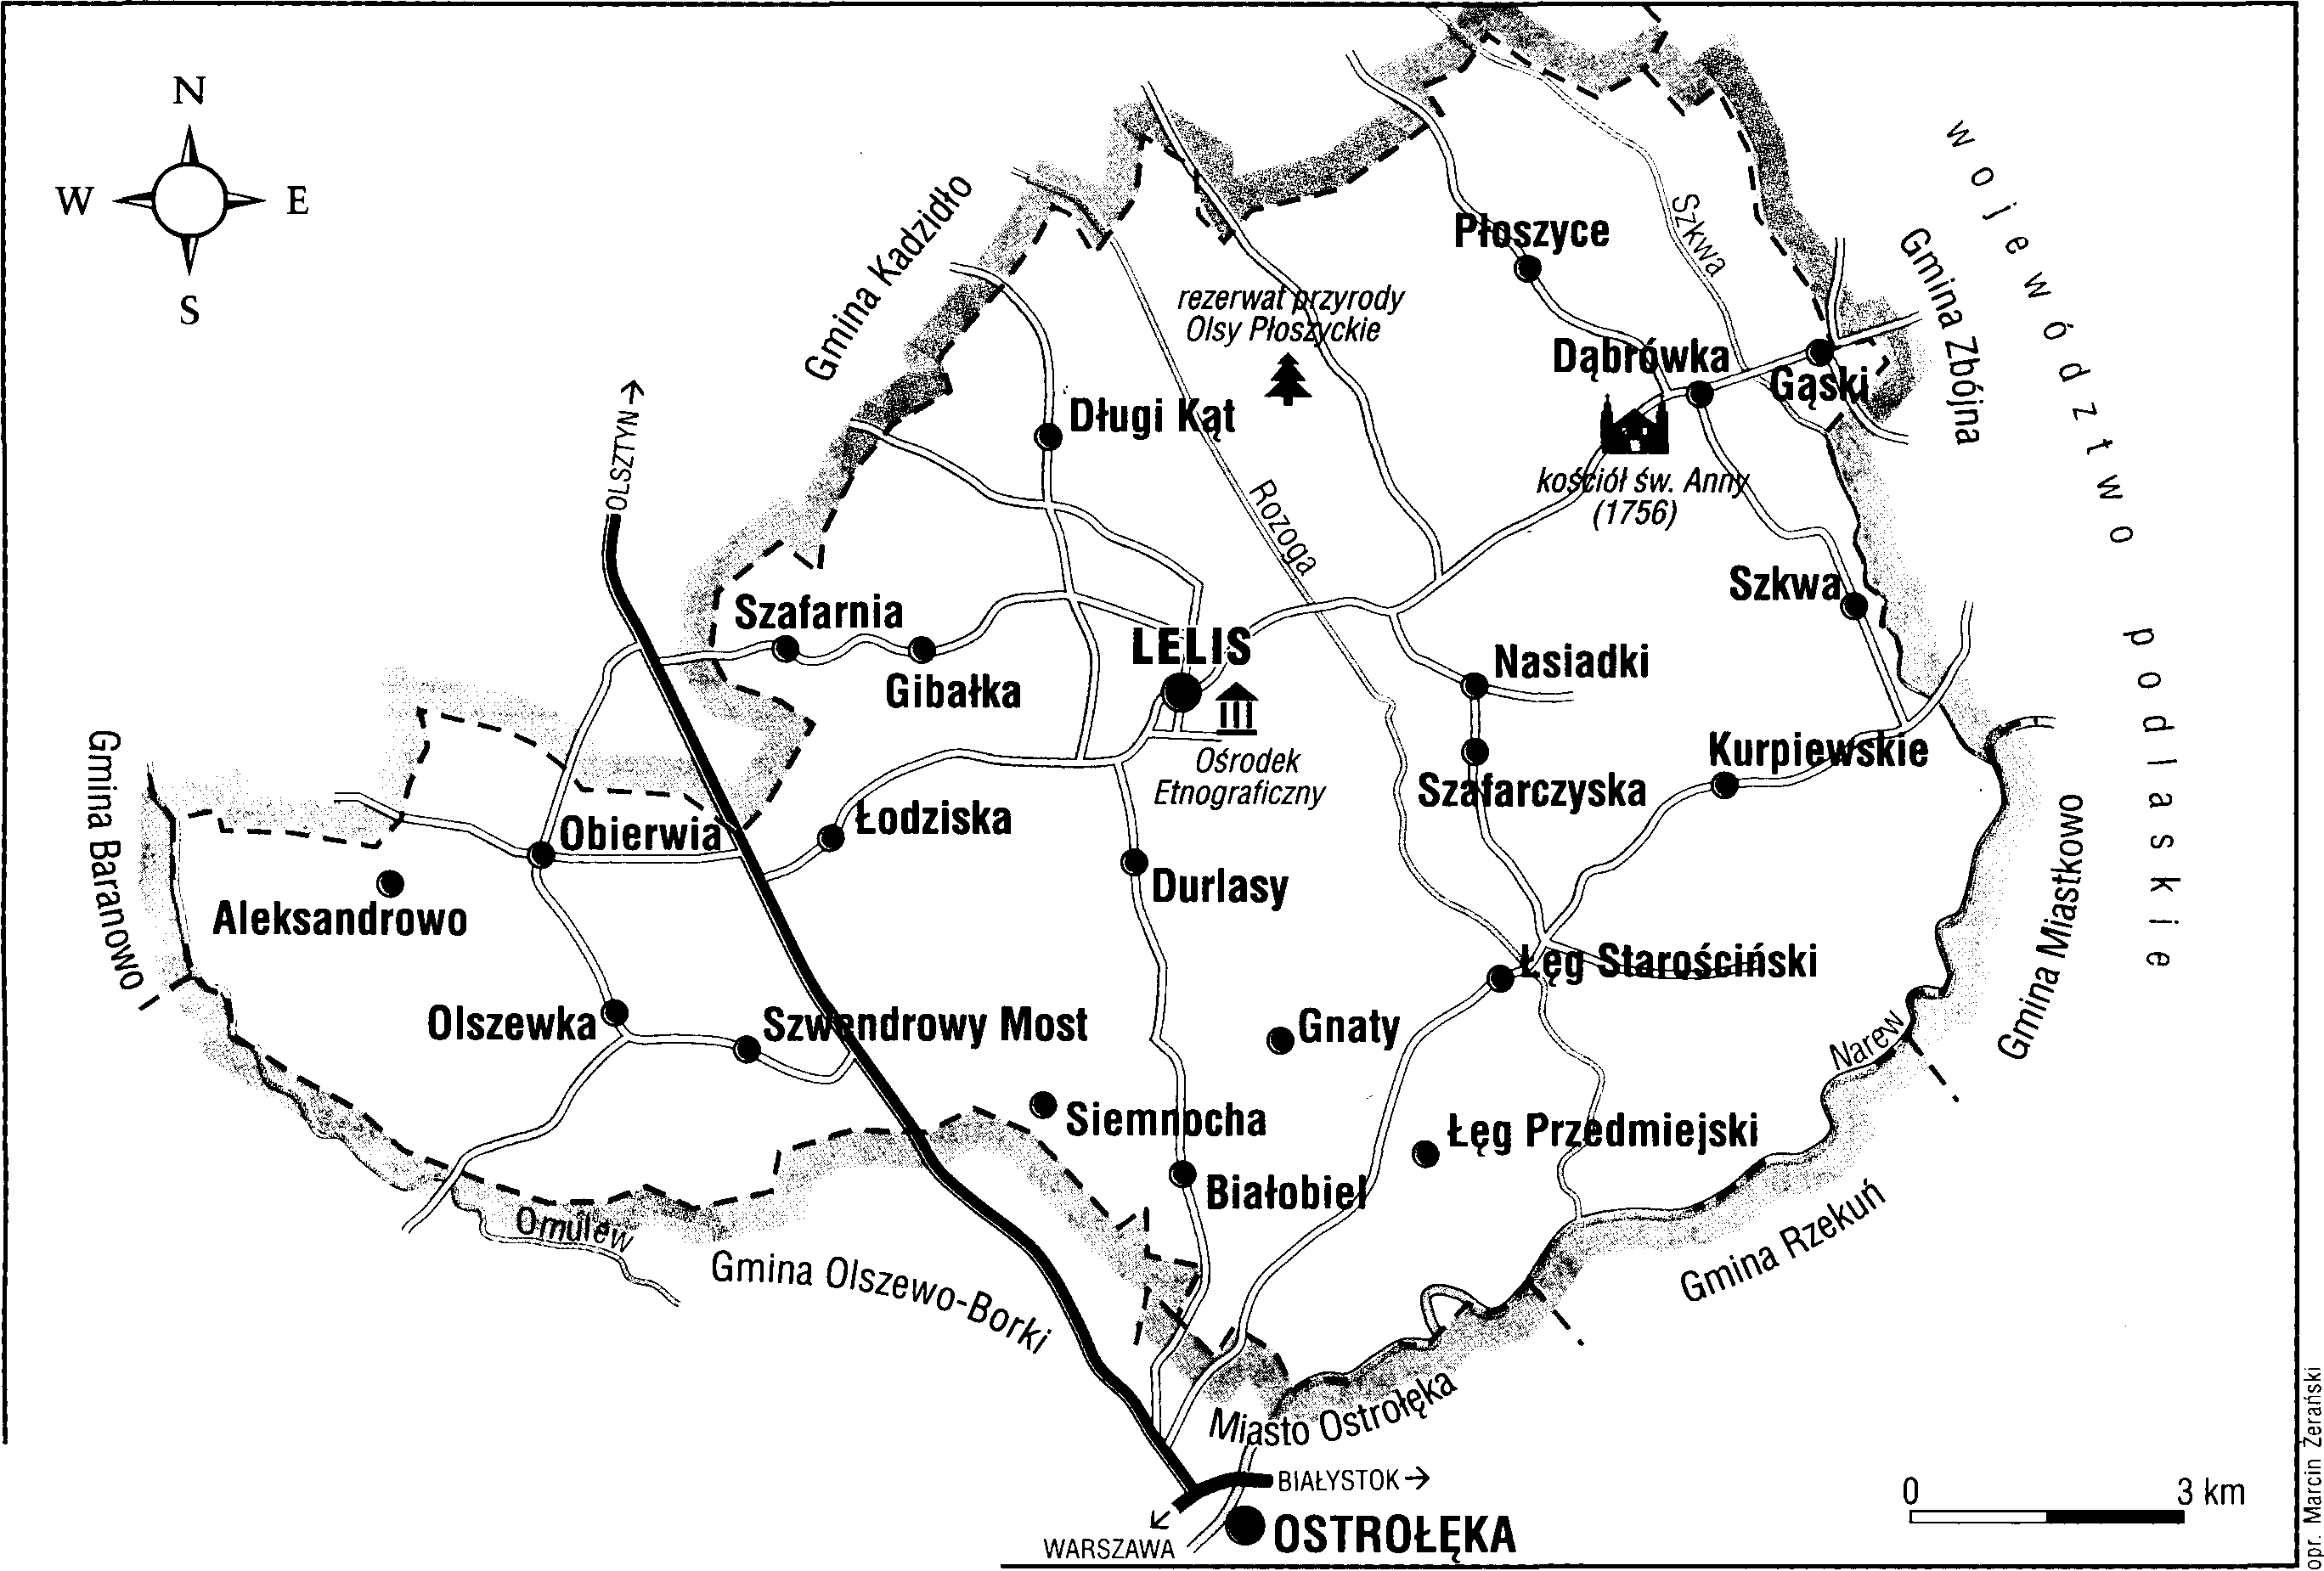 N
W
E
S
Gmina Kadzidło
województwo podlaskie
Szkwa
Płoszyce
Gmina Zbójna
rezerwat przyrody
Olsy Płoszyckie
Dąbrówka
Gąski
OLSZTYN →
Długi Kąt
kościół św. Anny
(1756)
Rozoga
Szafarnia
Szkwa
LELIS
Nasiadki
Gibałka
Gmina Baranowo
Ośrodek
Etnograficzny
Kurpiewskie
Szafarczyska
Obierwia
Łodziska
Gmina Miastkowo
Durlasy
Aleksandrowo
Łęg Starościński
Olszewka
Szwendrowy Most
Gnaty
Narew
Siemnocha
Łęg Przedmiejski
Białobiel
Omulew
Gmina Olszewo-Borki
Gmina Rzekuń
Miasto Ostrołęka
BIAŁYSTOK →
WARSZAWA
OSTROŁĘKA
0 3 km
opr. Marcin Żerański